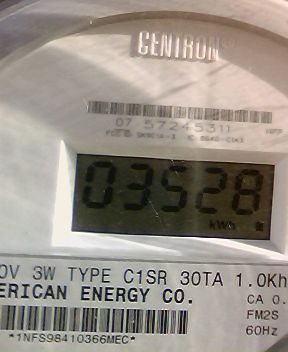 CENTRON
07 57245311
03528
kWh
0V 3W TYPE C1SR 30TA 1.0Kh
ERICAN ENERGY CO.
CA 0.
FM2S
60Hz
*1NFS98410366MEC*